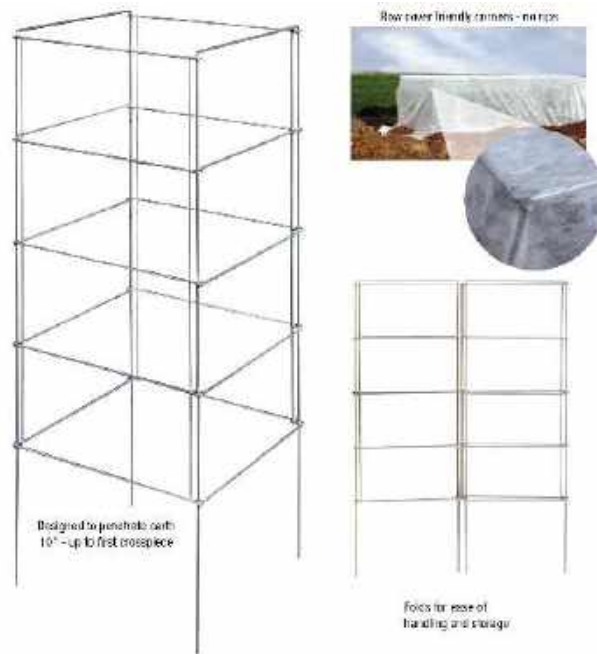 Row cover friendly corners - no rips
Designed to penetrate earth
10" - up to first crosspiece
Folds for ease of
handling and storage